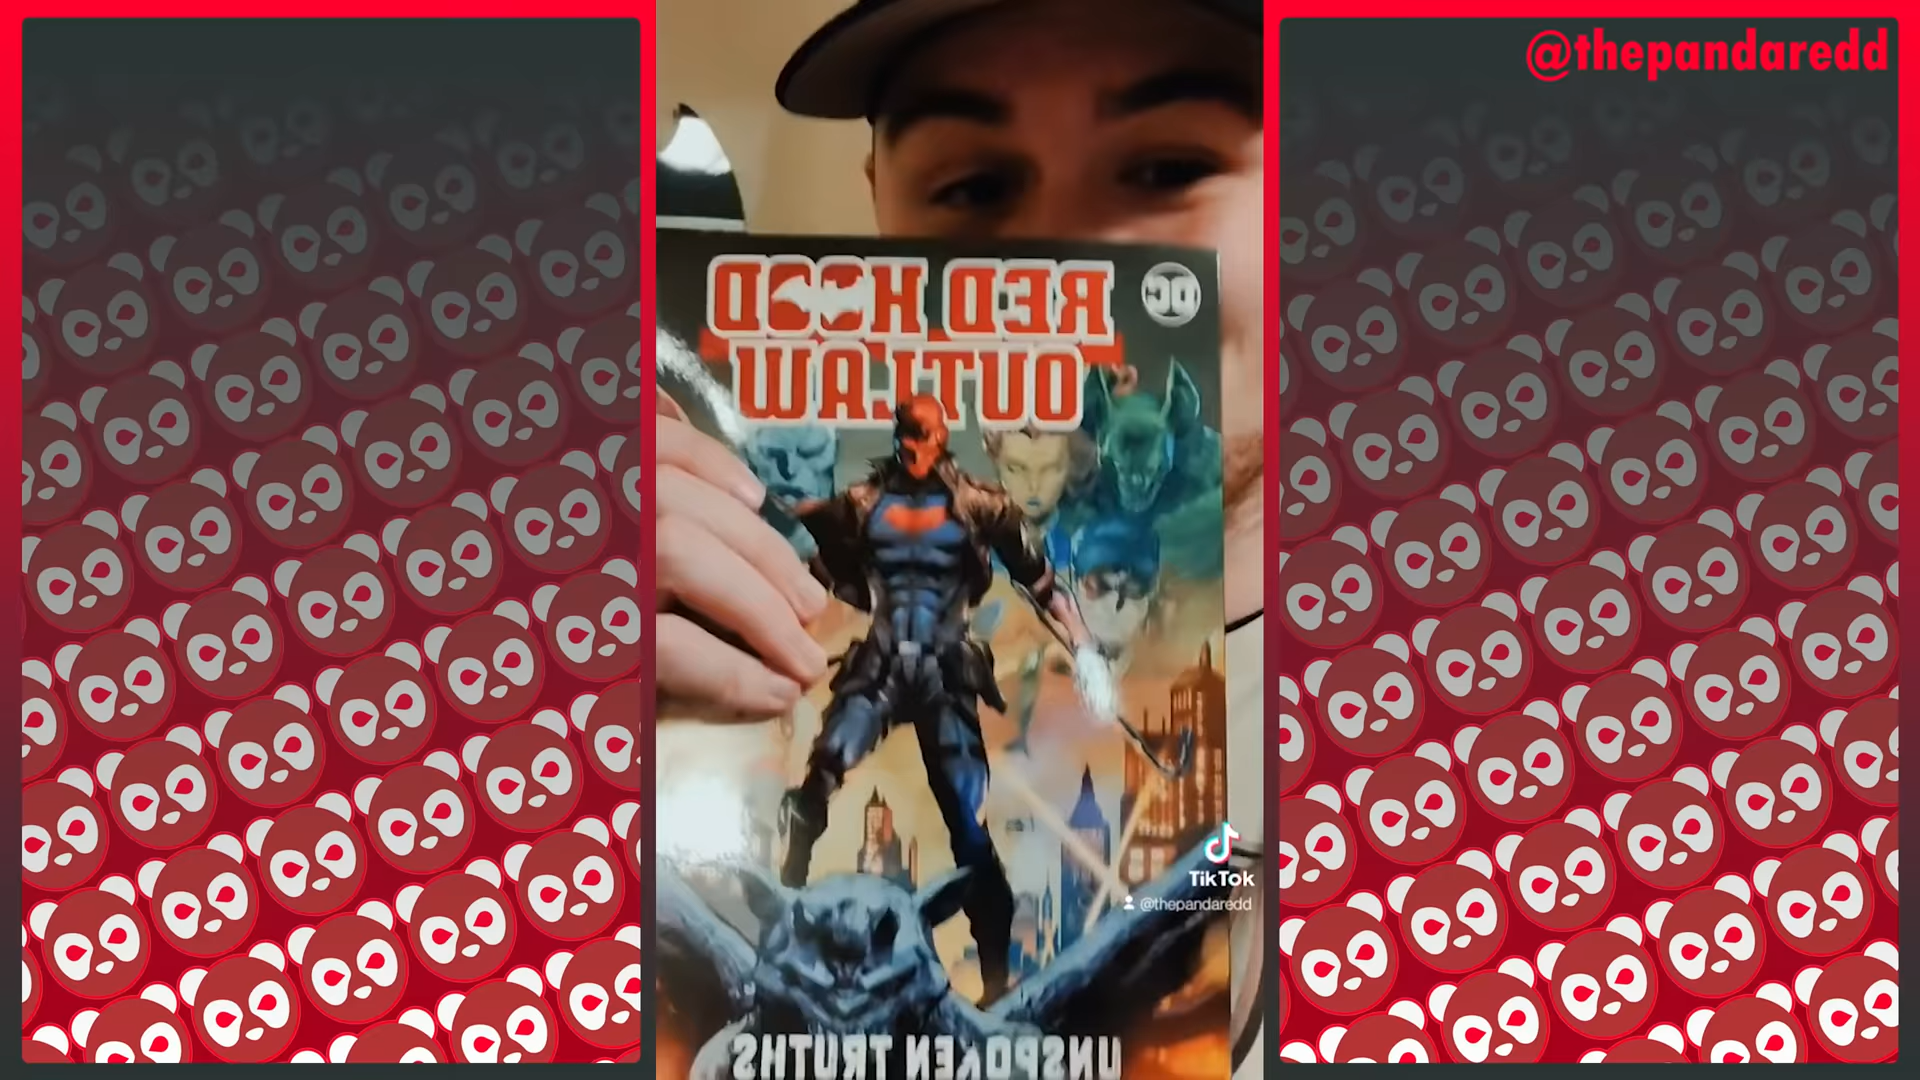 @thepandaredd
DC
RED HOOD
OUTLAW
TikTok
@thepandaredd
UNSPOKEN TRUTHS